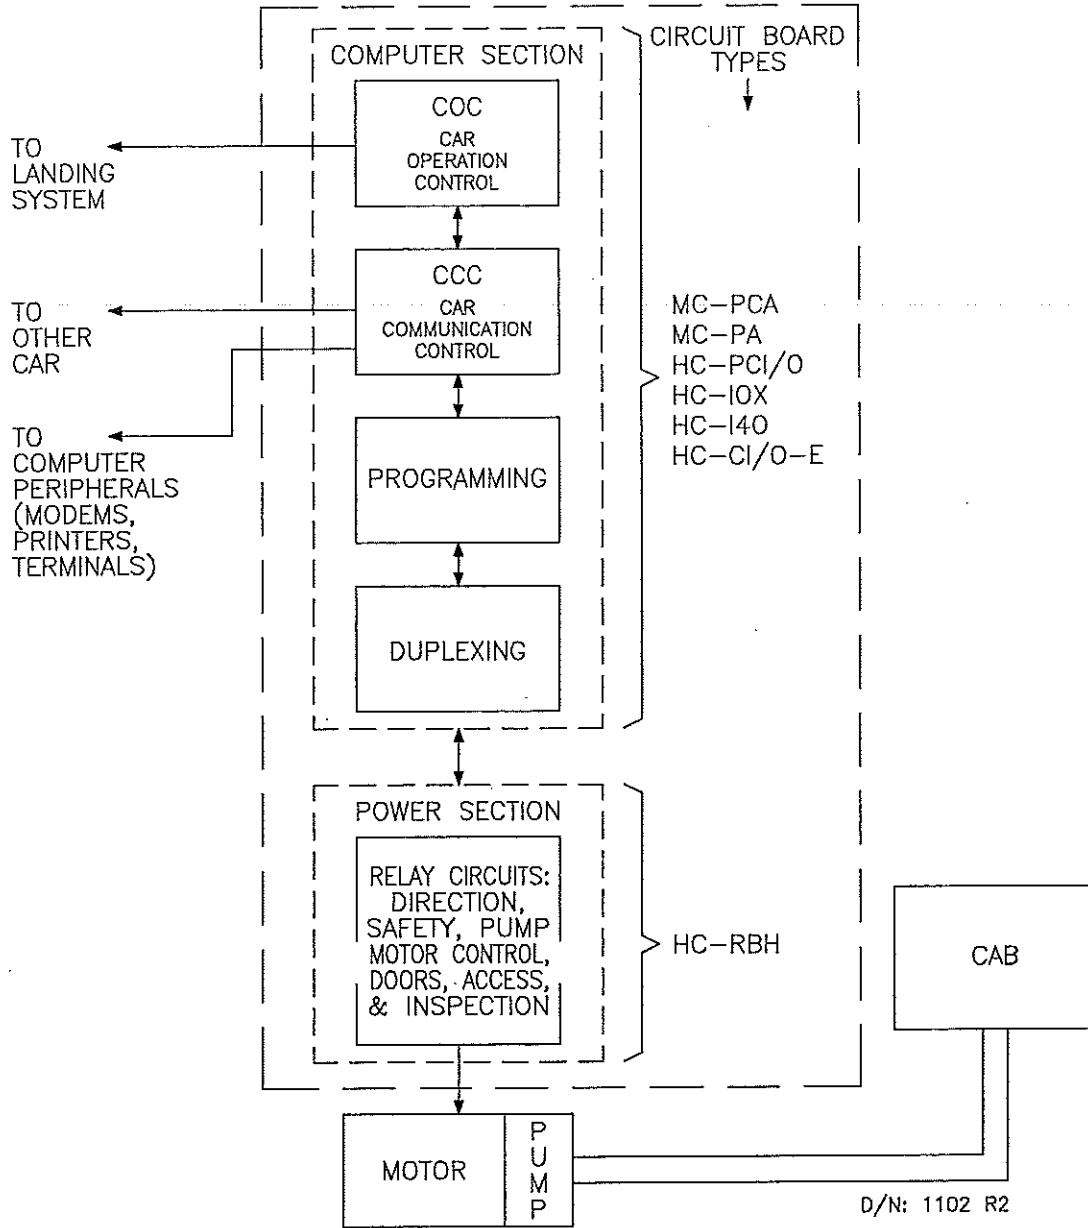 COMPUTER SECTION
CIRCUIT BOARD
TYPES
COC
CAR
OPERATION
CONTROL
TO
LANDING
SYSTEM
CCC
CAR
COMMUNICATION
CONTROL
TO
OTHER
CAR
TO
COMPUTER
PERIPHERALS
(MODEMS,
PRINTERS,
TERMINALS)
PROGRAMMING
DUPLEXING
MC-PCA
MC-PA
HC-PCI/O
HC-IOX
HC-I4O
HC-CI/O-E
POWER SECTION
RELAY CIRCUITS:
DIRECTION,
SAFETY, PUMP
MOTOR CONTROL,
DOORS, ACCESS,
& INSPECTION
HC-RBH
CAB
MOTOR
PUMP
D/N: 1102 R2